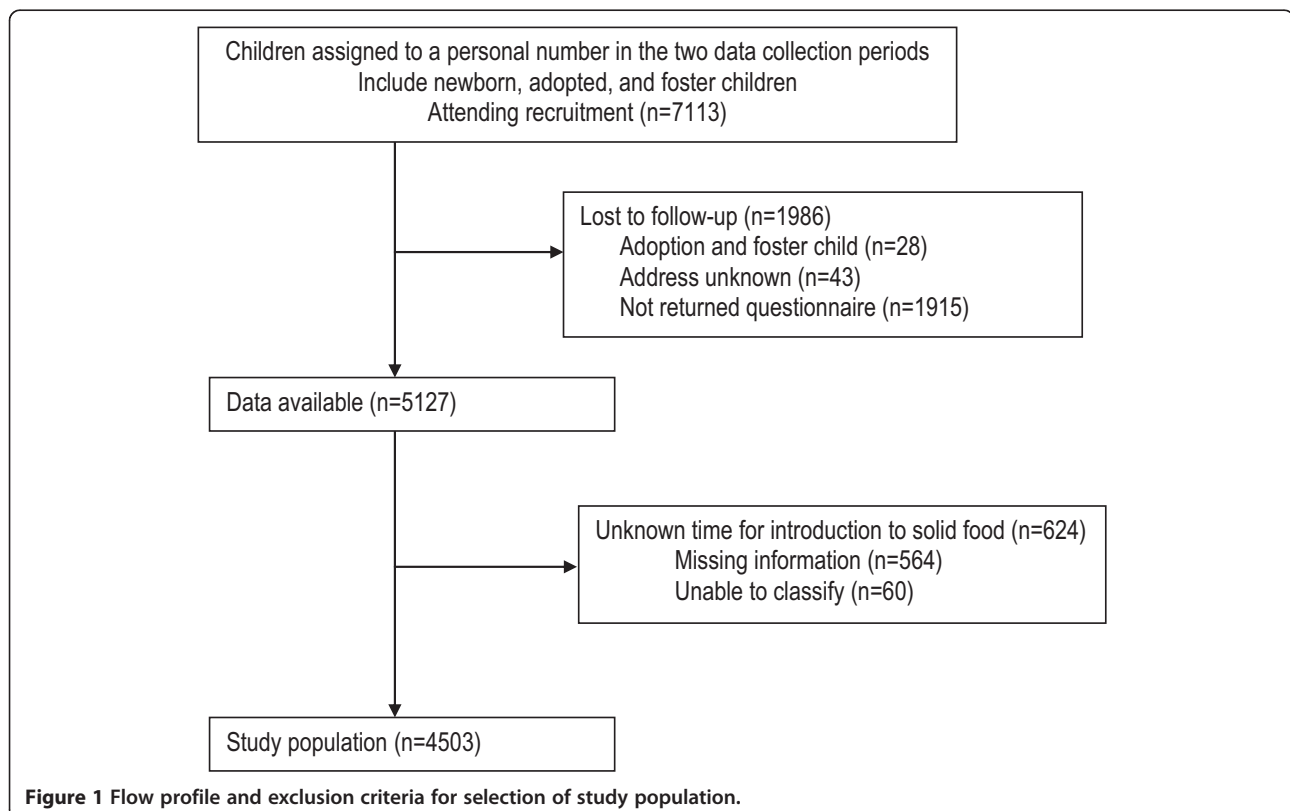 Children assigned to a personal number in the two data collection periods
Include newborn, adopted, and foster children
Attending recruitment (n=7113)
Lost to follow-up (n=1986)
Adoption and foster child (n=28)
Address unknown (n=43)
Not returned questionnaire (n=1915)
Data available (n=5127)
Unknown time for introduction to solid food (n=624)
Missing information (n=564)
Unable to classify (n=60)
Study population (n=4503)
Figure 1 Flow profile and exclusion criteria for selection of study population.